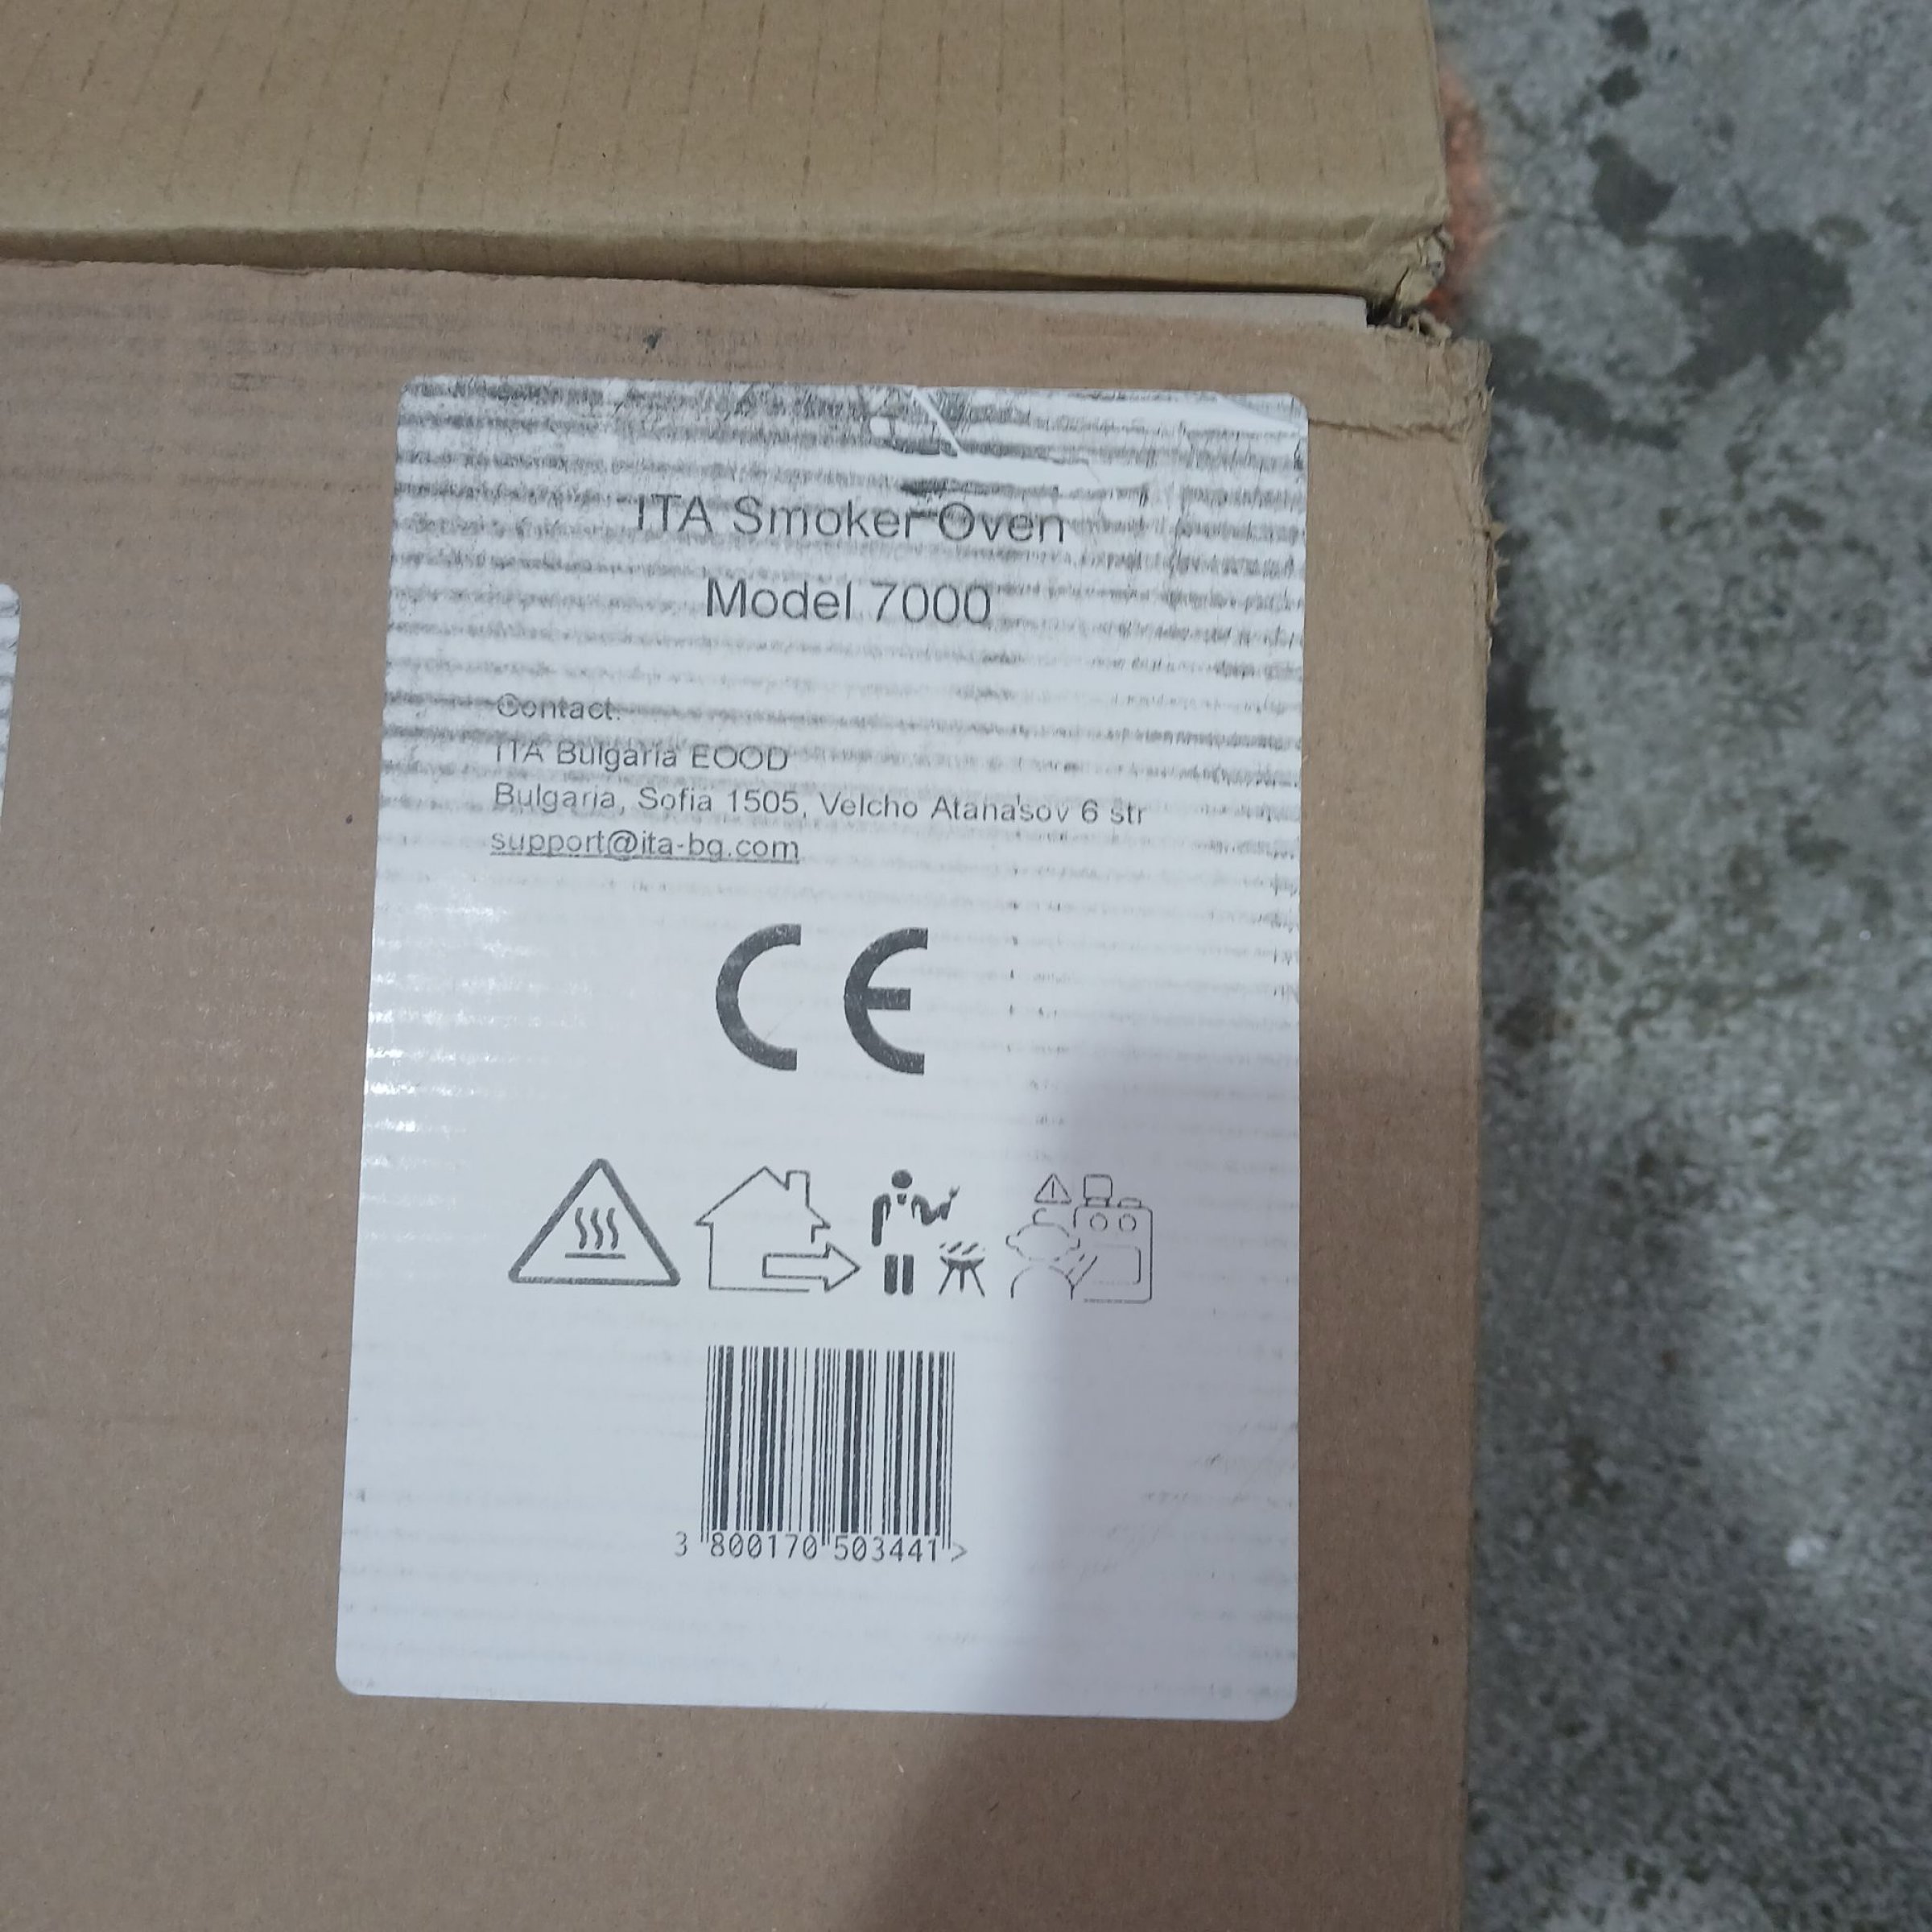 ITA Smoker Oven
Model 7000
Contact:
ITA Bulgaria EOOD
Bulgaria, Sofia 1505, Velcho Atanasov 6 str
support@ita-bg.com
CE
3 800170 503441 >